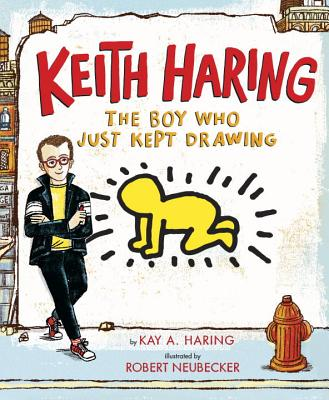 KEITH HARING
THE BOY WHO
JUST KEPT DRAWING
by KAY A. HARING
illustrated by
ROBERT NEUBECKER